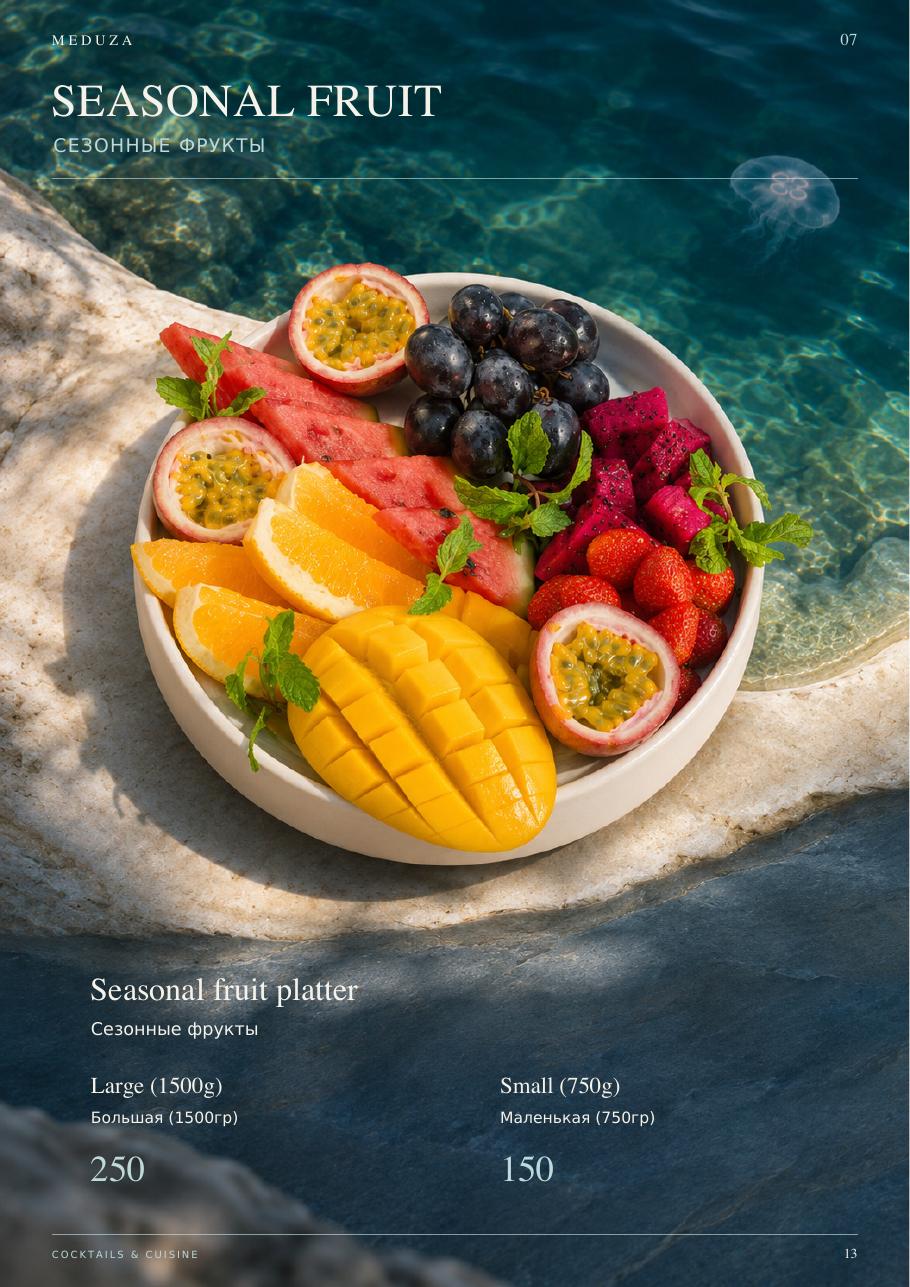 MEDUZA
07
SEASONAL FRUIT
СЕЗОННЫЕ ФРУКТЫ
Seasonal fruit platter
Сезонные фрукты
Large (1500g)
Большая (1500гр)
250
Small (750g)
Маленькая (750гр)
150
COCKTAILS & CUISINE
13